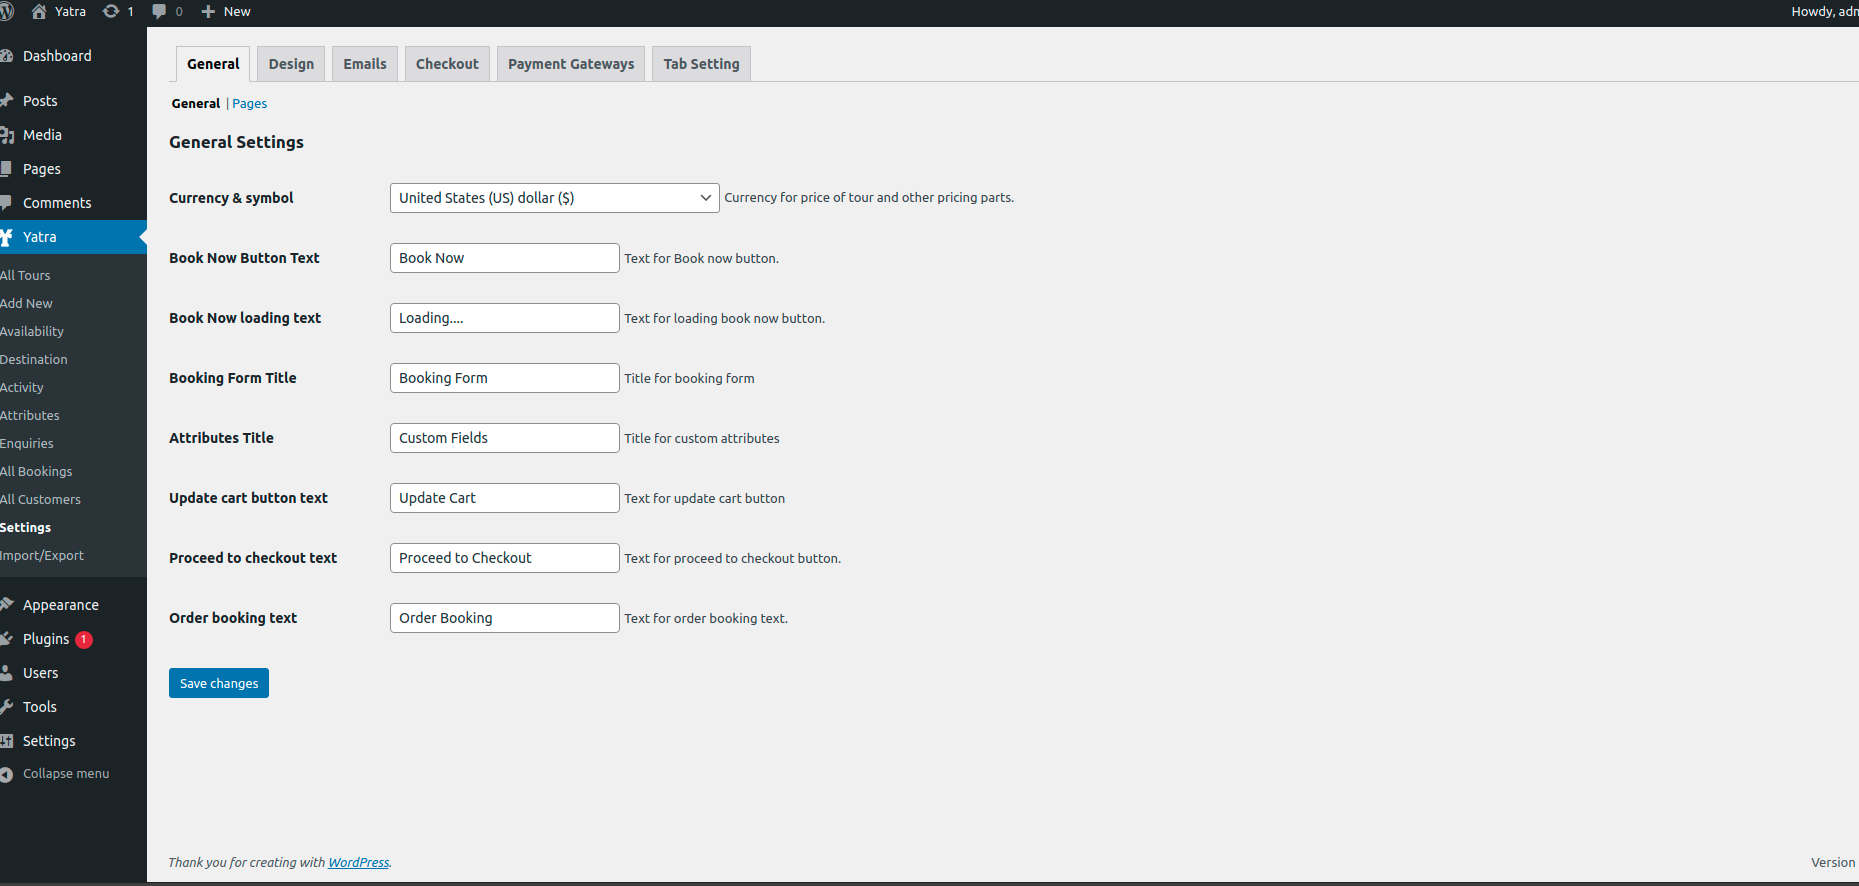 Yatra 1 0 New Howdy, adm
Dashboard
Posts
Media
Pages
Comments
Yatra
All Tours
Add New
Availability
Destination
Activity
Attributes
Enquiries
All Bookings
All Customers
Settings
Import/Export
Appearance
Plugins 1
Users
Tools
Settings
Collapse menu
General Design Emails Checkout Payment Gateways Tab Setting
General | Pages
General Settings
Currency & symbol United States (US) dollar ($) Currency for price of tour and other pricing parts.
Book Now Button Text Book Now Text for Book now button.
Book Now loading text Loading.... Text for loading book now button.
Booking Form Title Booking Form Title for booking form
Attributes Title Custom Fields Title for custom attributes
Update cart button text Update Cart Text for update cart button
Proceed to checkout text Proceed to Checkout Text for proceed to checkout button.
Order booking text Order Booking Text for order booking text.
Save changes
Thank you for creating with WordPress. Version